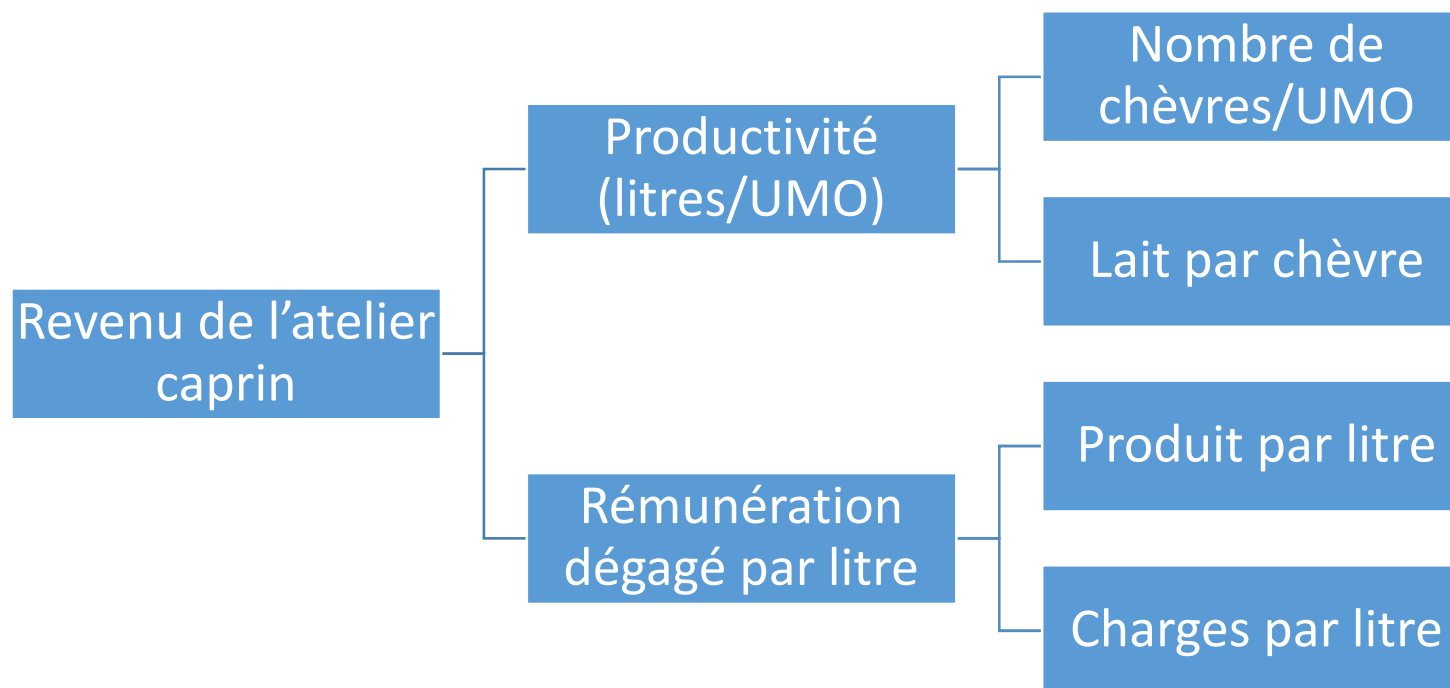 Revenu de l’atelier
caprin
Productivité
(litres/UMO)
Nombre de
chèvres/UMO
Lait par chèvre
Rémunération
dégagé par litre
Produit par litre
Charges par litre